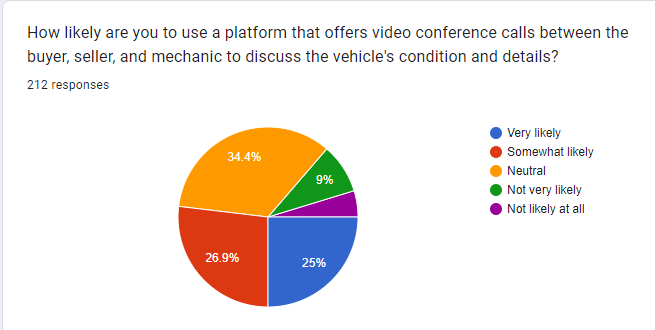 How likely are you to use a platform that offers video conference calls between the
buyer, seller, and mechanic to discuss the vehicle's condition and details?
212 responses
Very likely
Somewhat likely
Neutral
Not very likely
Not likely at all
34.4%
9%
26.9%
25%